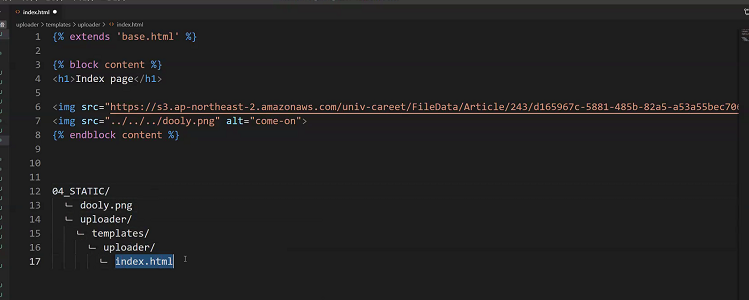 index.html
uploader > templates > uploader > index.html
1 {% extends 'base.html' %}
2
3 {% block content %}
4 <h1>Index page</h1>
5
6 <img src="https://s3.ap-northeast-2.amazonaws.com/univ-careet/FileData/Article/243/d165967c-5881-485b-82a5-a53a55bec70
7 <img src="../../../dooly.png" alt="come-on">
8 {% endblock content %}
9
10
11
12 04_STATIC/
13 ㄴ dooly.png
14 ㄴ uploader/
15 ㄴ templates/
16 ㄴ uploader/
17 ㄴ index.html